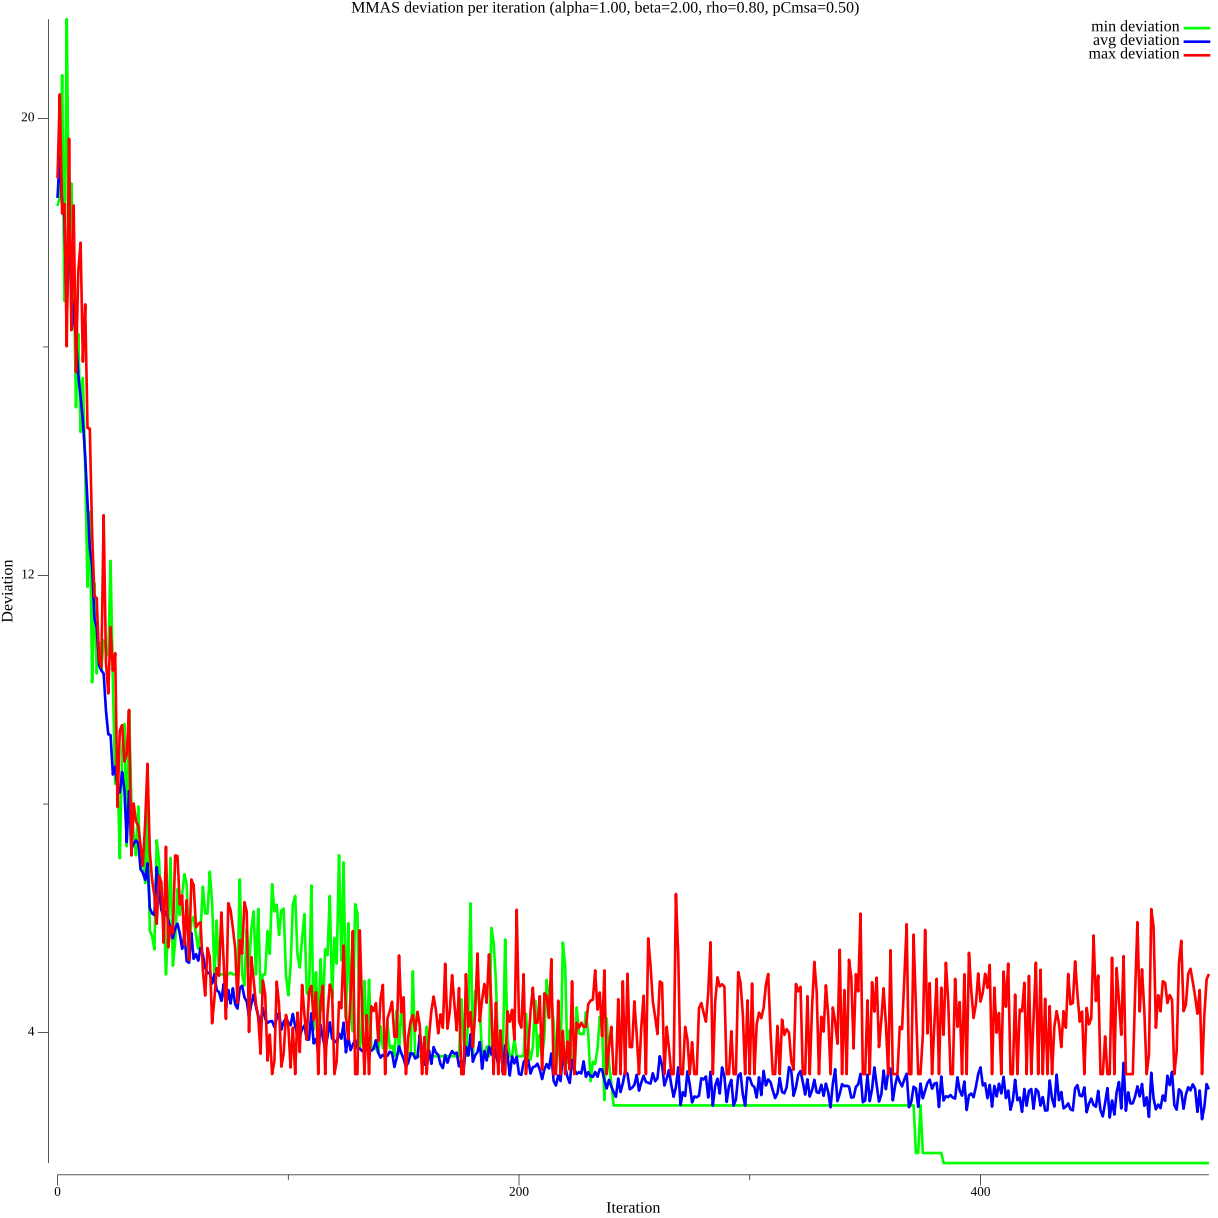 MMAS deviation per iteration (alpha=1.00, beta=2.00, rho=0.80, pCmsa=0.50)
min deviation
avg deviation
max deviation
20
12
4
Deviation
0
200
400
Iteration